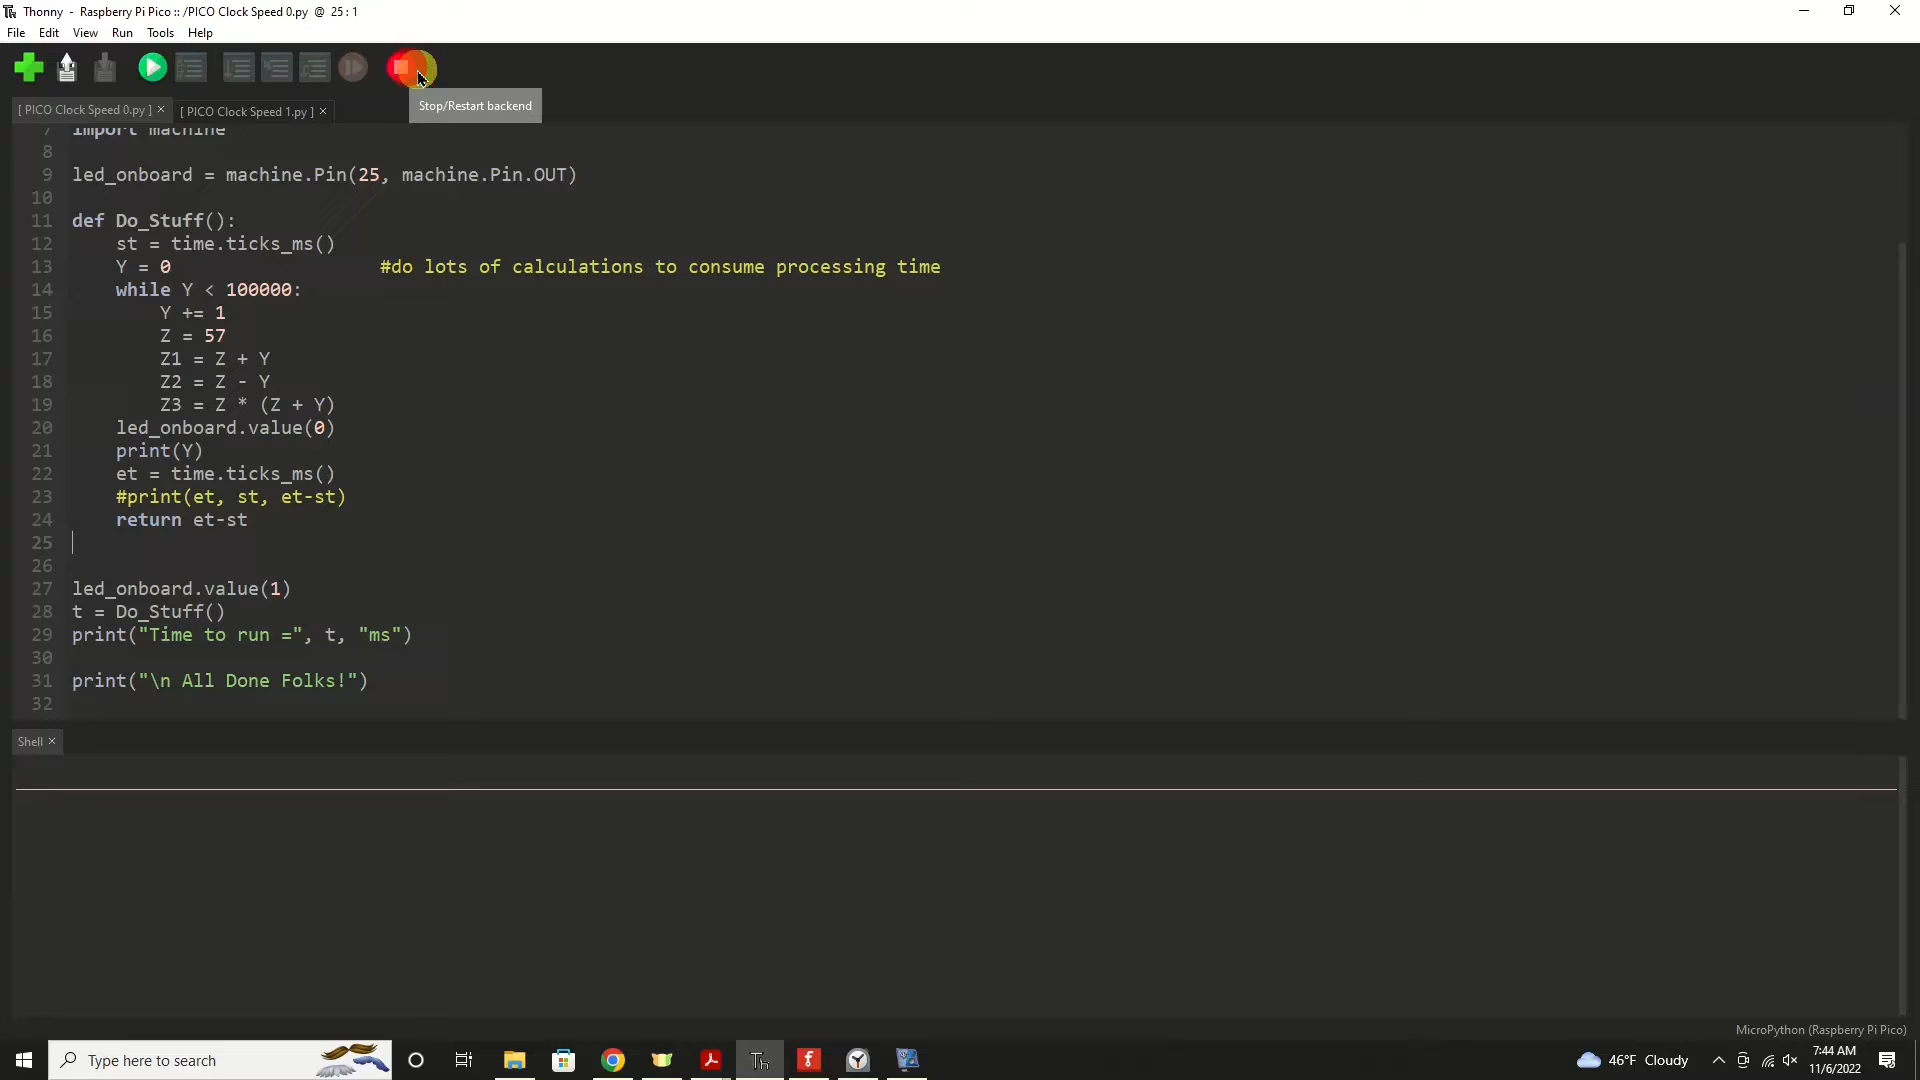 Thonny - Raspberry Pi Pico :: /PICO Clock Speed 0.py @ 25 : 1
File Edit View Run Tools Help
Stop/Restart backend
[ PICO Clock Speed 0.py ] × [ PICO Clock Speed 1.py ] ×
7 import machine
8
9 led_onboard = machine.Pin(25, machine.Pin.OUT)
10
11 def Do_Stuff():
12 st = time.ticks_ms()
13 Y = 0 #do lots of calculations to consume processing time
14 while Y < 100000:
15 Y += 1
16 Z = 57
17 Z1 = Z + Y
18 Z2 = Z - Y
19 Z3 = Z * (Z + Y)
20 led_onboard.value(0)
21 print(Y)
22 et = time.ticks_ms()
23 #print(et, st, et-st)
24 return et-st
25
26
27 led_onboard.value(1)
28 t = Do_Stuff()
29 print("Time to run =", t, "ms")
30
31 print("\n All Done Folks!")
32
Shell ×
MicroPython (Raspberry Pi Pico)
Type here to search
Th
46°F Cloudy
7:44 AM
11/6/2022